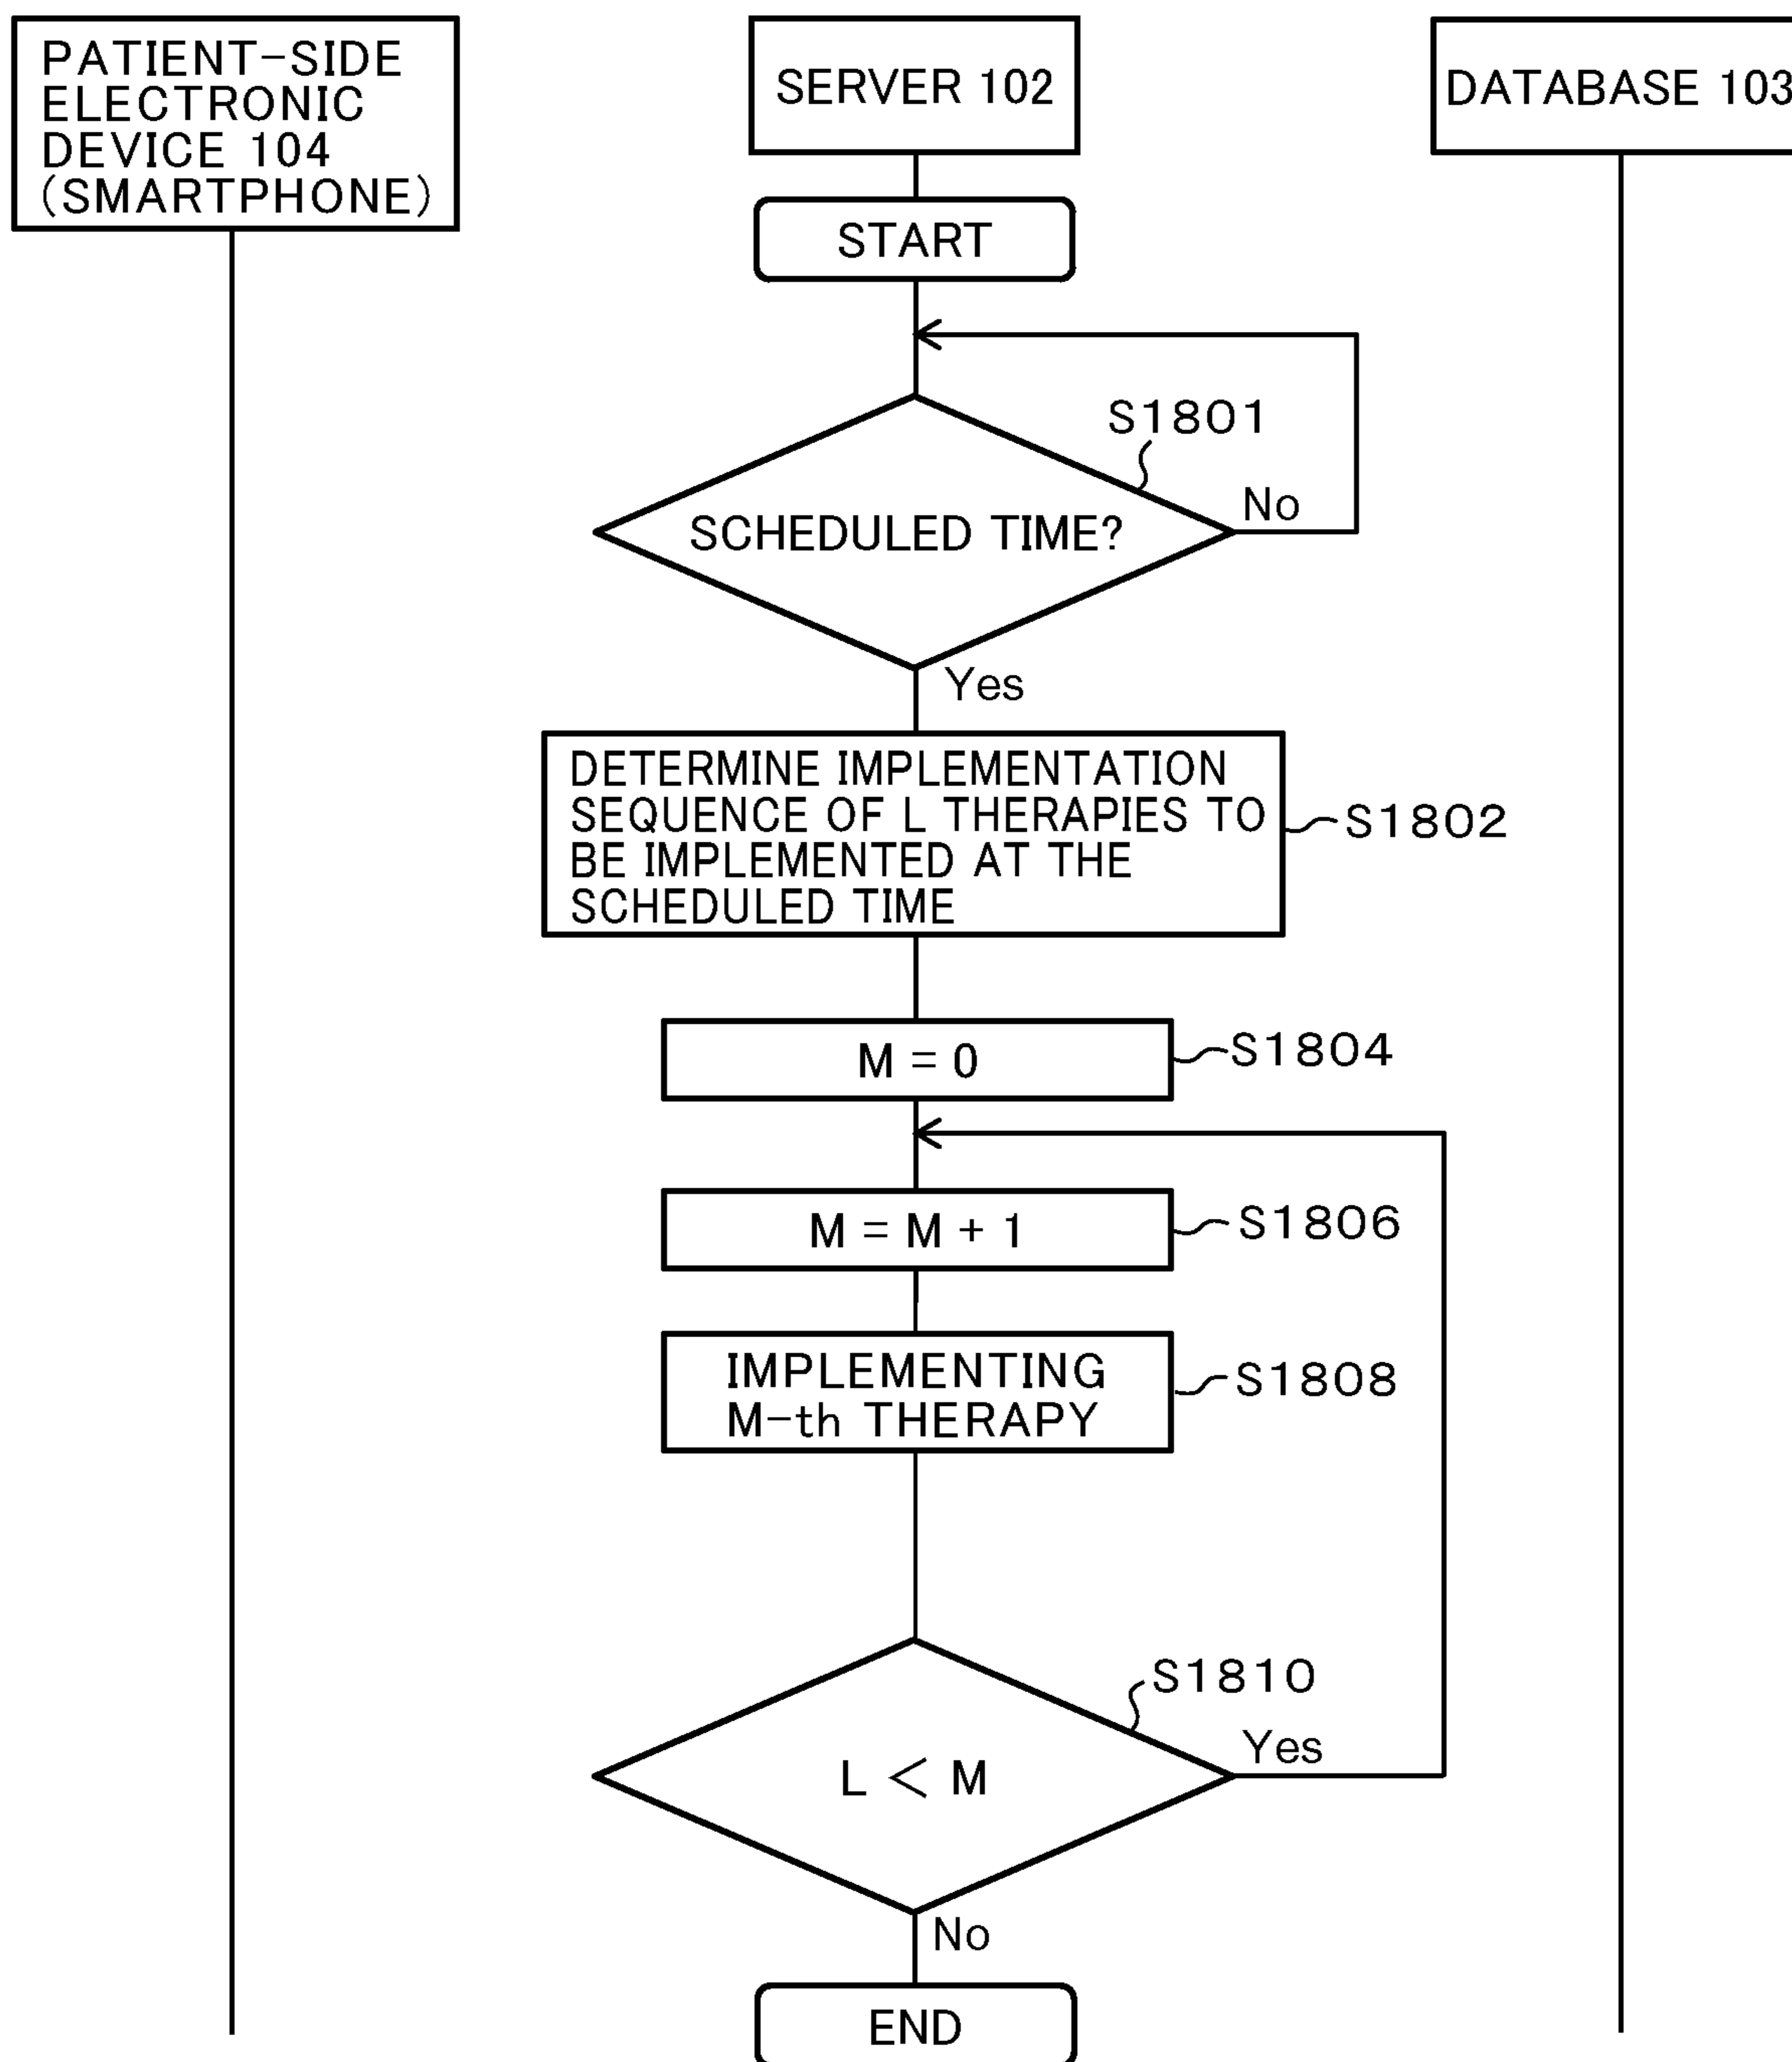 PATIENT-SIDE
ELECTRONIC
DEVICE 104
(SMARTPHONE)
SERVER 102
DATABASE 103
START
S1801
No
SCHEDULED TIME?
Yes
DETERMINE IMPLEMENTATION
SEQUENCE OF L THERAPIES TO
BE IMPLEMENTED AT THE
SCHEDULED TIME
S1802
M = 0
S1804
M = M + 1
S1806
IMPLEMENTING
M-th THERAPY
S1808
S1810
Yes
L < M
No
END